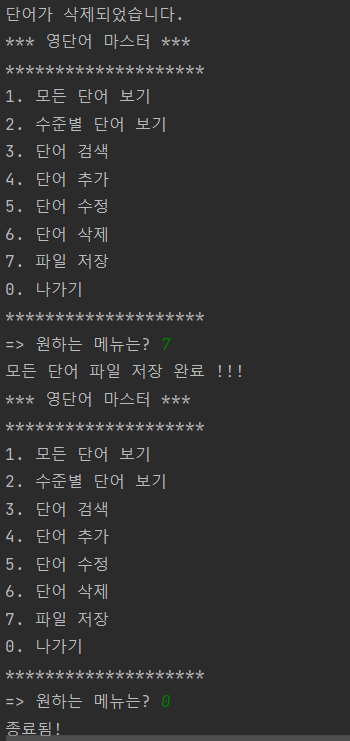 단어가 삭제되었습니다.
*** 영단어 마스터 ***
********************
1. 모든 단어 보기
2. 수준별 단어 보기
3. 단어 검색
4. 단어 추가
5. 단어 수정
6. 단어 삭제
7. 파일 저장
0. 나가기
********************
=> 원하는 메뉴는? 7
모든 단어 파일 저장 완료 !!!
*** 영단어 마스터 ***
********************
1. 모든 단어 보기
2. 수준별 단어 보기
3. 단어 검색
4. 단어 추가
5. 단어 수정
6. 단어 삭제
7. 파일 저장
0. 나가기
********************
=> 원하는 메뉴는? 0
종료됨!